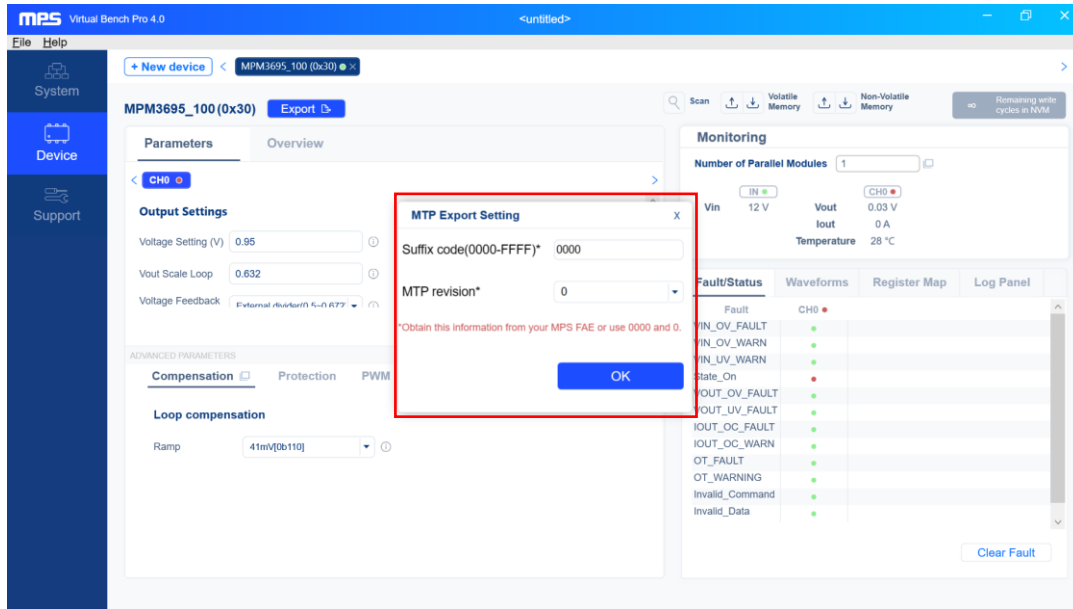 MPS Virtual Bench Pro 4.0
<untitled>
File Help
System
Device
Support
+ New device
MPM3695_100 (0x30)
MPM3695_100(0x30)
Export
Scan
Volatile Memory
Non-Volatile Memory
Remaining write cycles in NVM
Parameters Overview
CH0
Output Settings
Voltage Setting (V) 0.95
Vout Scale Loop 0.632
Voltage Feedback External divider(0.5~0.672
ADVANCED PARAMETERS
Compensation Protection PWM
Loop compensation
Ramp 41mV[0b110]
MTP Export Setting X
Suffix code(0000-FFFF)* 0000
MTP revision* 0
*Obtain this information from your MPS FAE or use 0000 and 0.
OK
Monitoring
Number of Parallel Modules 1
IN CH0
Vin 12 V Vout 0.03 V
Iout 0 A
Temperature 28 °C
Fault/Status Waveforms Register Map Log Panel
Fault CH0
VIN_OV_FAULT
VIN_OV_WARN
VIN_UV_WARN
State_On
VOUT_OV_FAULT
VOUT_UV_FAULT
IOUT_OC_FAULT
IOUT_OC_WARN
OT_FAULT
OT_WARNING
Invalid_Command
Invalid_Data
Clear Fault